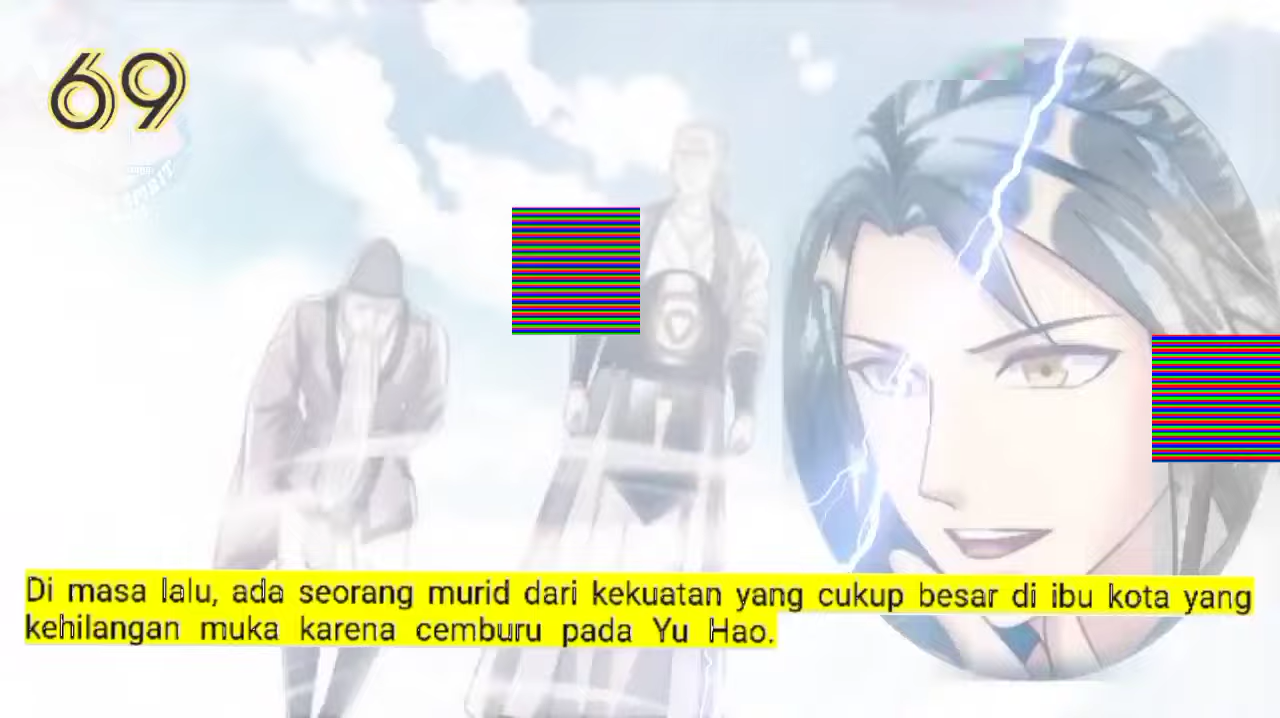 69
Di masa lalu, ada seorang murid dari kekuatan yang cukup besar di ibu kota yang
kehilangan muka karena cemburu pada Yu Hao.